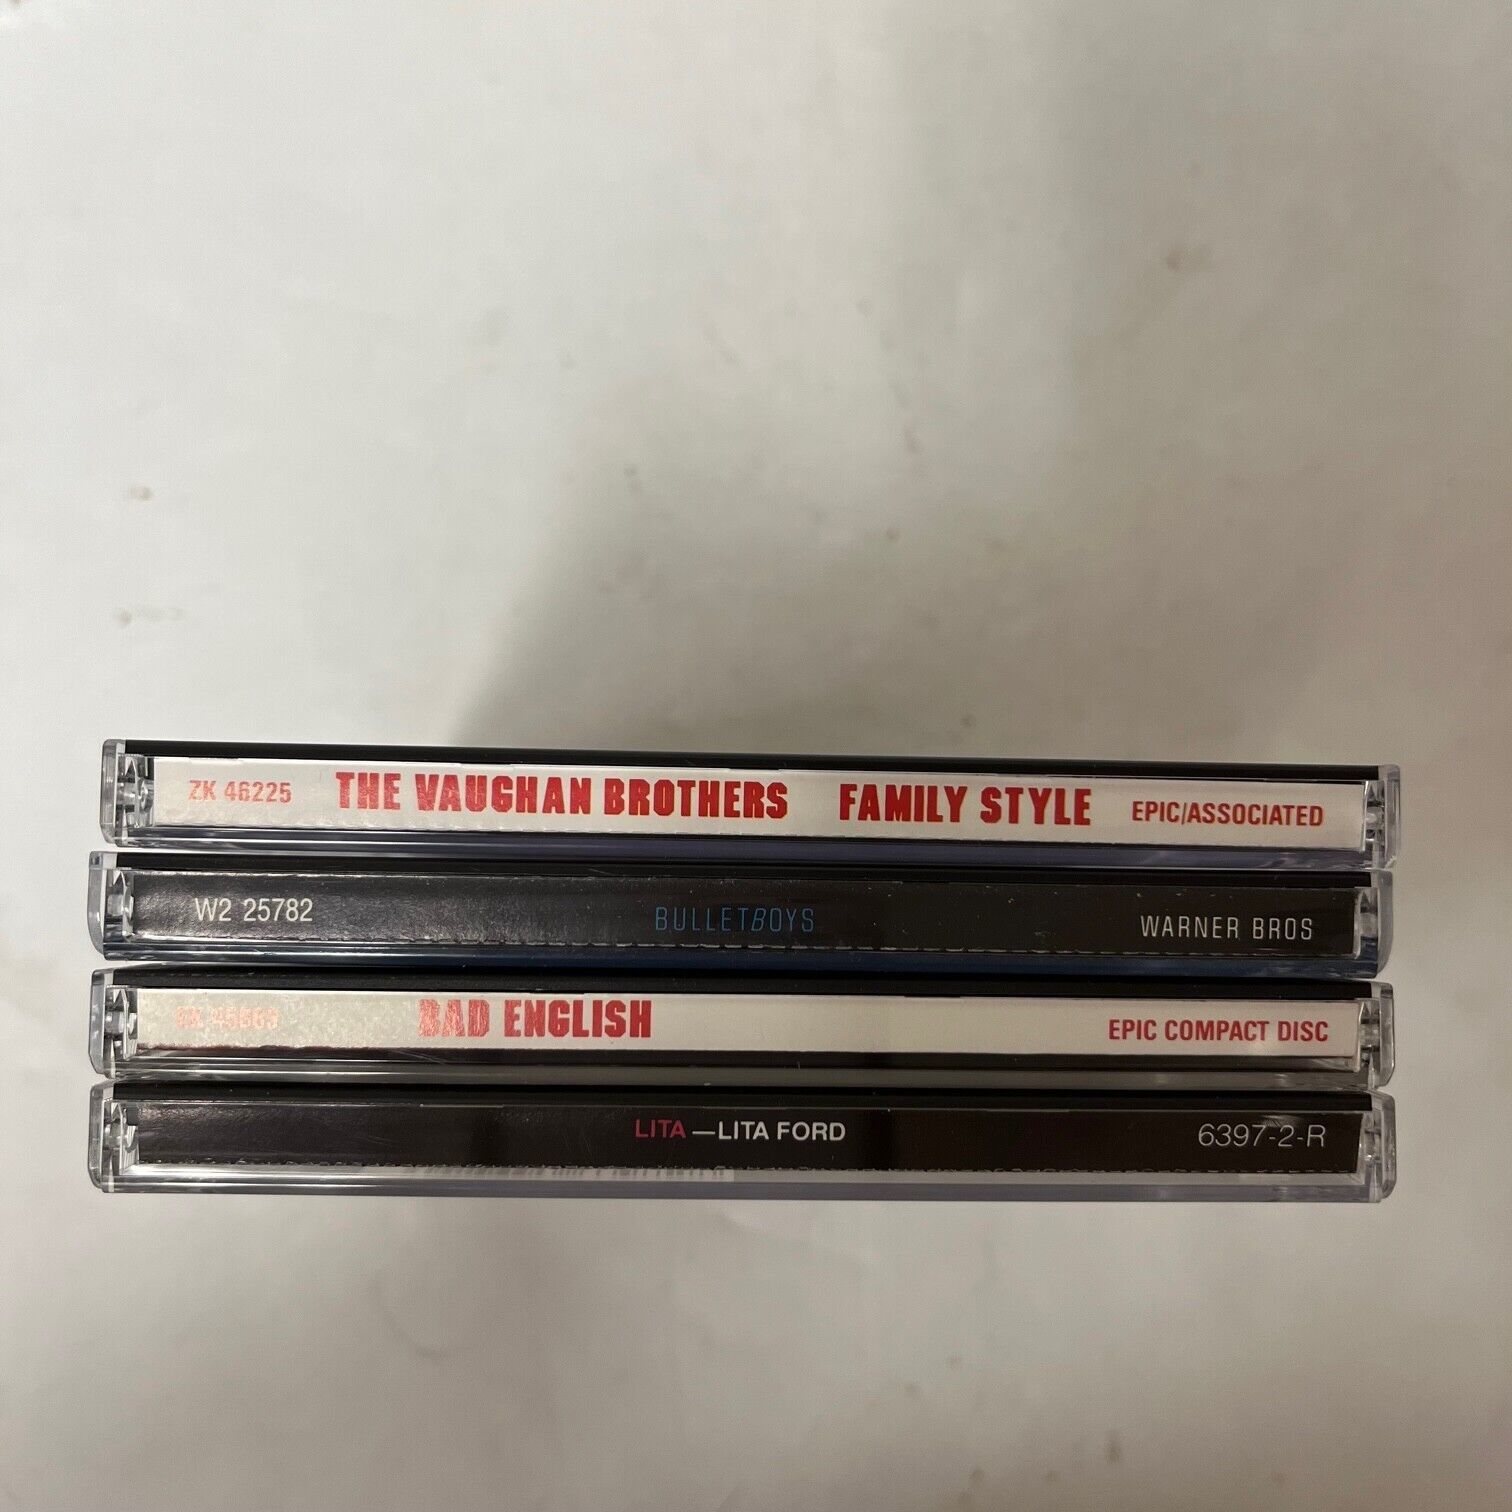 ZK 46225 THE VAUGHAN BROTHERS FAMILY STYLE EPIC/ASSOCIATED
W2 25782 BULLETBOYS WARNER BROS
BAD ENGLISH EPIC COMPACT DISC
LITA —LITA FORD 6397-2-R